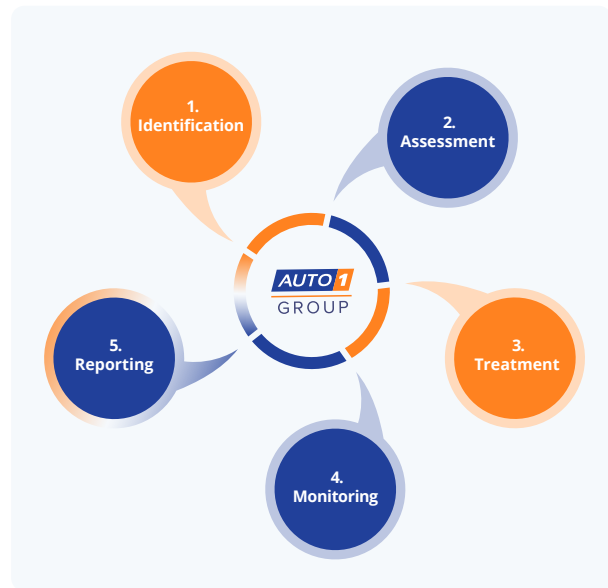 1.
Identification
2.
Assessment
AUTO1
GROUP
3.
Treatment
5.
Reporting
4.
Monitoring